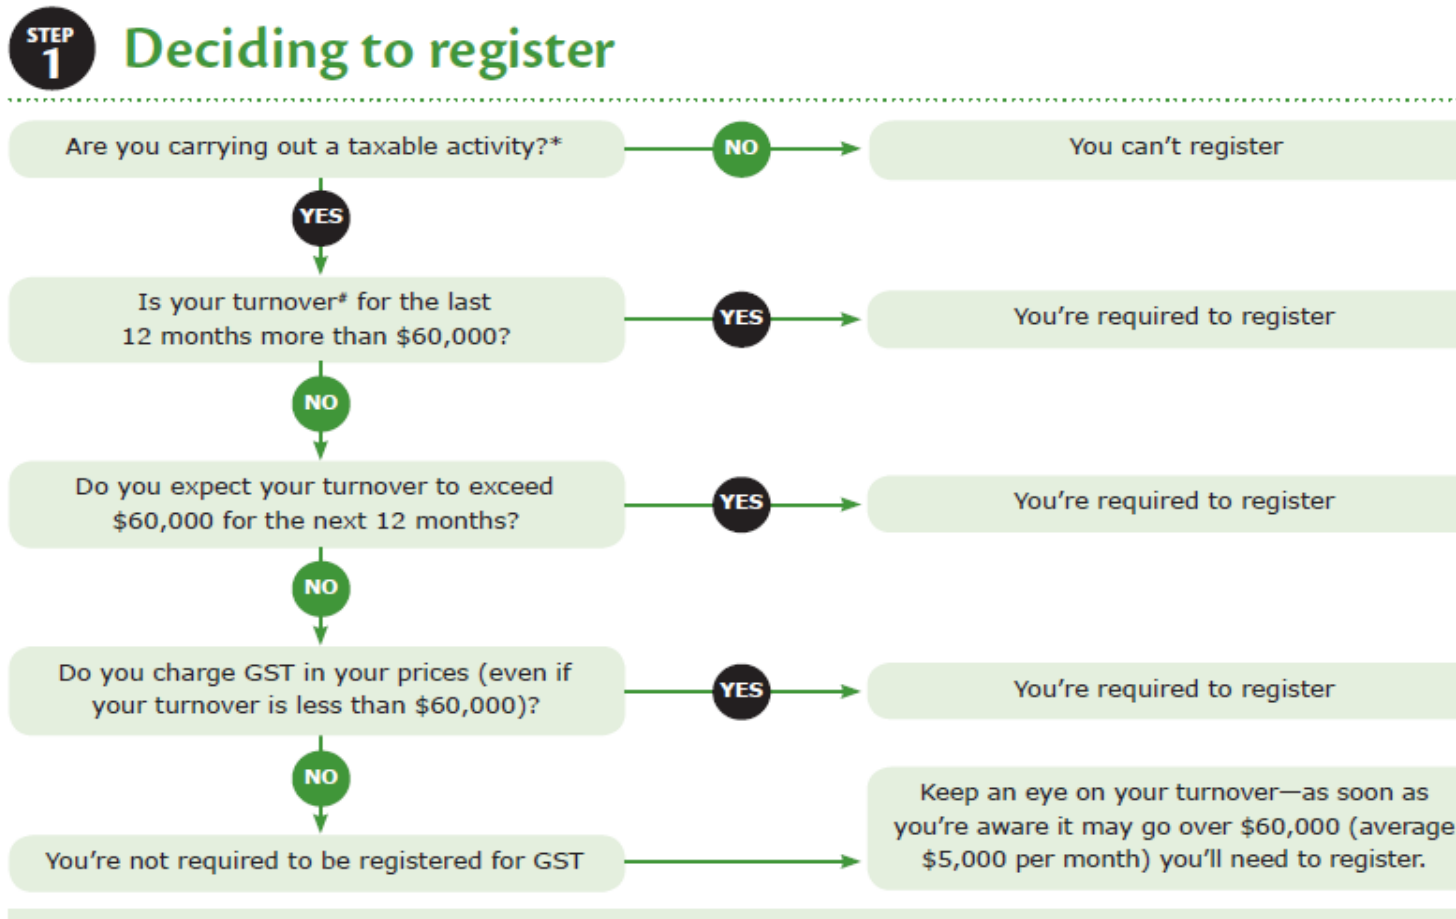 STEP
1
Deciding to register
Are you carrying out a taxable activity?*
NO
You can’t register
YES
Is your turnover# for the last
12 months more than $60,000?
YES
You’re required to register
NO
Do you expect your turnover to exceed
$60,000 for the next 12 months?
YES
You’re required to register
NO
Do you charge GST in your prices (even if
your turnover is less than $60,000)?
YES
You’re required to register
NO
You’re not required to be registered for GST
Keep an eye on your turnover—as soon as
you’re aware it may go over $60,000 (average
$5,000 per month) you’ll need to register.